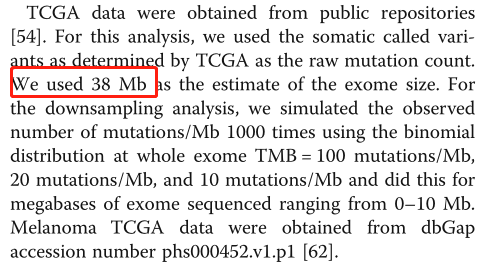 TCGA data were obtained from public repositories
[54]. For this analysis, we used the somatic called vari-
ants as determined by TCGA as the raw mutation count.
We used 38 Mb as the estimate of the exome size. For
the downsampling analysis, we simulated the observed
number of mutations/Mb 1000 times using the binomial
distribution at whole exome TMB = 100 mutations/Mb,
20 mutations/Mb, and 10 mutations/Mb and did this for
megabases of exome sequenced ranging from 0–10 Mb.
Melanoma TCGA data were obtained from dbGap
accession number phs000452.v1.p1 [62].